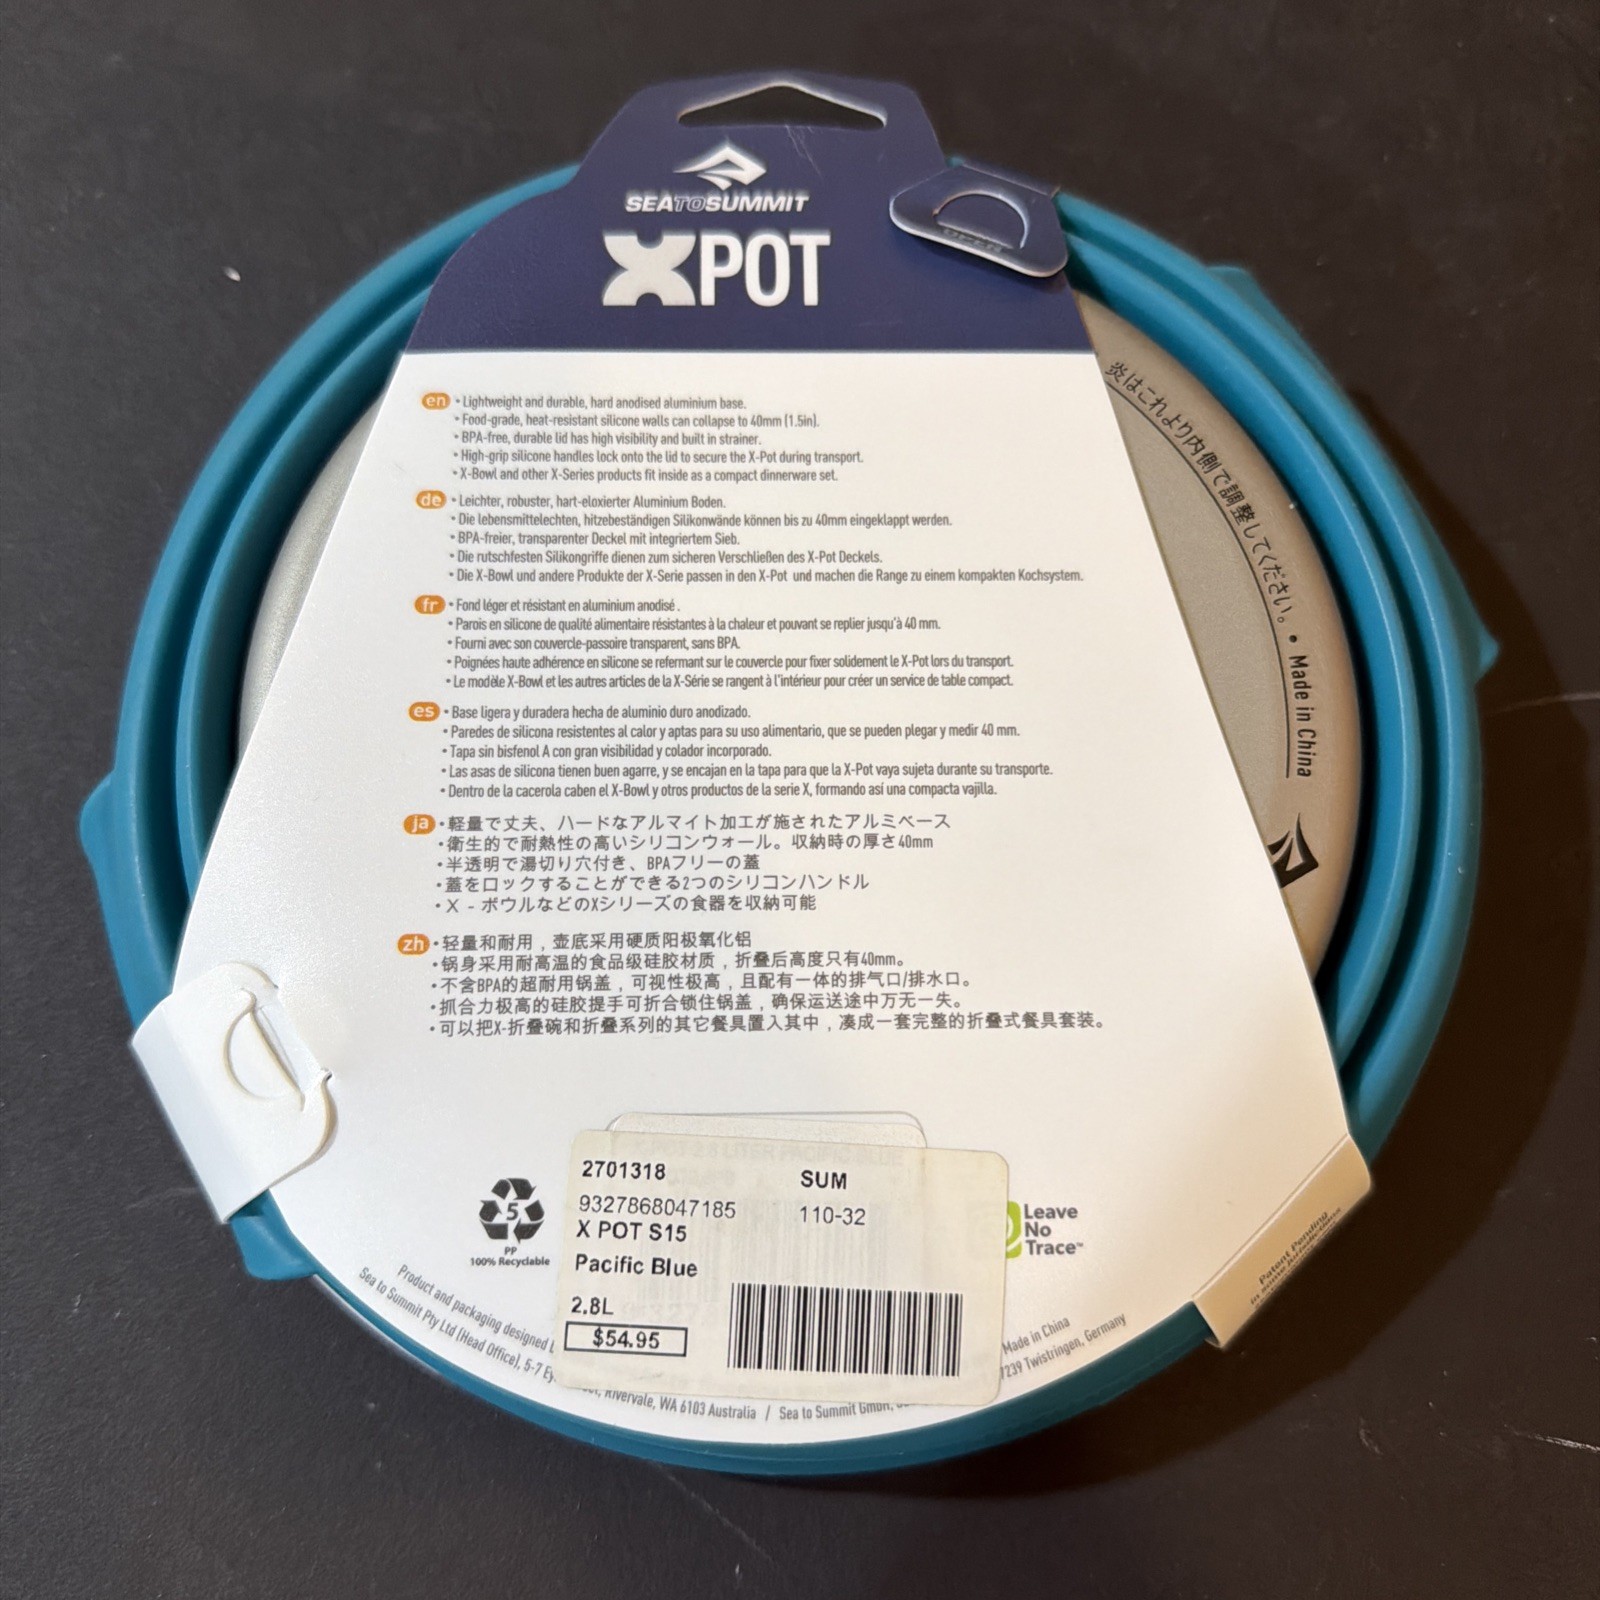 SEATOSUMMIT
XPOT
OPEN
en • Lightweight and durable, hard anodised aluminium base.
• Food-grade, heat-resistant silicone walls can collapse to 40mm (1.5in).
• BPA-free, durable lid has high visibility and built in strainer.
• High-grip silicone handles lock onto the lid to secure the X-Pot during transport.
• X-Bowl and other X-Series products fit inside as a compact dinnerware set.
de • Leichter, robuster, hart-eloxierter Aluminium Boden.
• Die lebensmittelechten, hitzebeständigen Silikonwände können bis zu 40mm eingeklappt werden.
• BPA-freier, transparenter Deckel mit integriertem Sieb.
• Die rutschfesten Silikongriffe dienen zum sicheren Verschließen des X-Pot Deckels.
• Die X-Bowl und andere Produkte der X-Serie passen in den X-Pot und machen die Range zu einem kompakten Kochsystem.
fr • Fond léger et résistant en aluminium anodisé .
• Parois en silicone de qualité alimentaire résistantes à la chaleur et pouvant se replier jusqu'à 40 mm.
• Fourni avec son couvercle-passoire transparent, sans BPA.
• Poignées haute adhérence en silicone se refermant sur le couvercle pour fixer solidement le X-Pot lors du transport.
• Le modèle X-Bowl et les autres articles de la X-Série se rangent à l'intérieur pour créer un service de table compact.
es • Base ligera y duradera hecha de aluminio duro anodizado.
• Paredes de silicona resistentes al calor y aptas para su uso alimentario, que se pueden plegar y medir 40 mm.
• Tapa sin bisfenol A con gran visibilidad y colador incorporado.
• Las asas de silicona tienen buen agarre, y se encajan en la tapa para que la X-Pot vaya sujeta durante su transporte.
• Dentro de la cacerola caben el X-Bowl y otros productos de la serie X, formando así una compacta vajilla.
ja • 軽量で丈夫、ハードなアルマイト加工が施されたアルミベース
• 衛生的で耐熱性の高いシリコンウォール。収納時の厚さ40mm
• 半透明で湯切り穴付き、BPAフリーの蓋
• 蓋をロックすることができる2つのシリコンハンドル
• X - ボウルなどのXシリーズの食器を収納可能
zh • 轻量和耐用，壶底采用硬质阳极氧化铝
• 锅身采用耐高温的食品级硅胶材质，折叠后高度只有40mm。
• 不含BPA的超耐用锅盖，可视性极高，且配有一体的排气口/排水口。
• 抓合力极高的硅胶提手可折合锁住锅盖，确保运送途中万无一失。
• 可以把X-折叠碗和折叠系列的其它餐具置入其中，凑成一套完整的折叠式餐具套装。
炎はこれより内側で調整してください。 • Made in China
5
PP
100% Recyclable
2701318 SUM
9327868047185 110-32
X POT S15
Pacific Blue
2.8L
$54.95
Leave
No
Trace™
Patent Pending
in some jurisdictions
Product and packaging designed
Made in China
Sea to Summit Pty Ltd (Head Office), 5-7 Rivervale, WA 6103 Australia / Sea to Summit GmbH, Twistringen, Germany